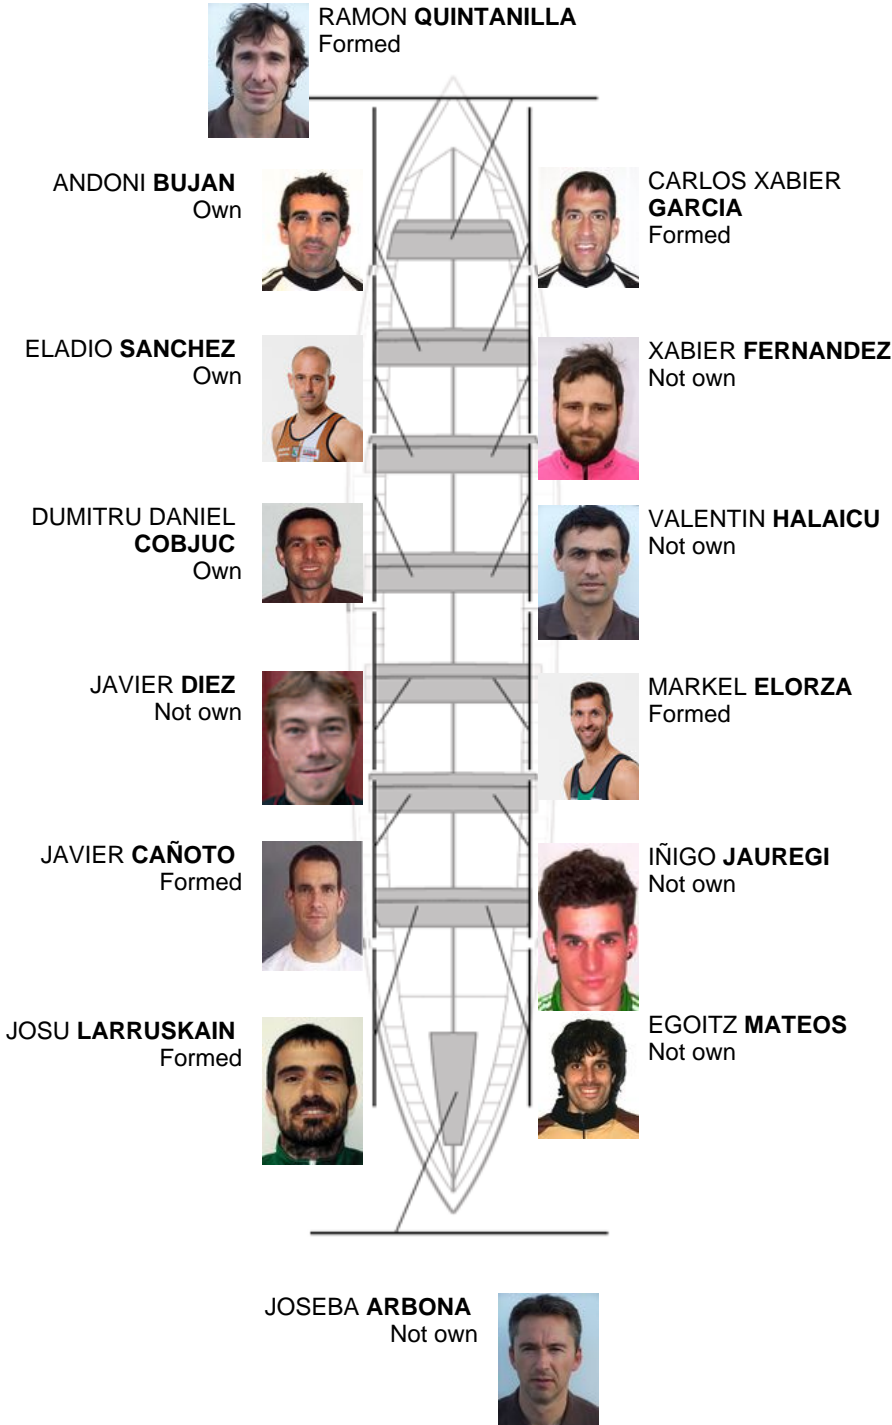 RAMON QUINTANILLA
Formed
ANDONI BUJAN
Own
CARLOS XABIER
GARCIA
Formed
ELADIO SANCHEZ
Own
XABIER FERNANDEZ
Not own
DUMITRU DANIEL
COBJUC
Own
VALENTIN HALAICU
Not own
JAVIER DIEZ
Not own
MARKEL ELORZA
Formed
JAVIER CAÑOTO
Formed
IÑIGO JAUREGI
Not own
JOSU LARRUSKAIN
Formed
EGOITZ MATEOS
Not own
JOSEBA ARBONA
Not own